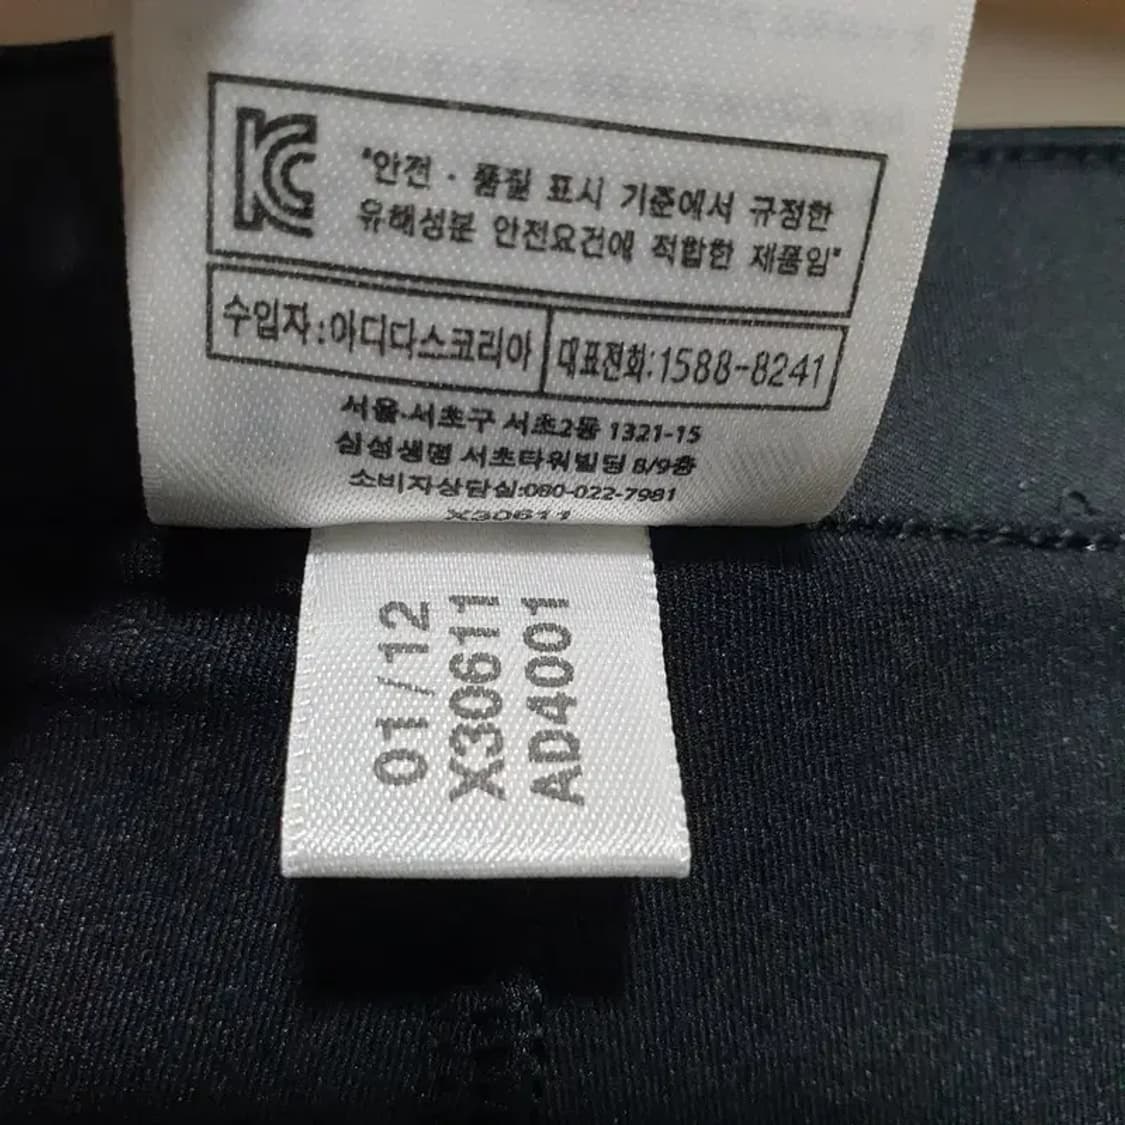 KC
"안전·품질 표시 기준에서 규정한
유해성분 안전요건에 적합한 제품임"
수입자:아디다스코리아 대표전화:1588-8241
서울.서초구 서초2동 1321-15
삼성생명 서초타워빌딩 8/9층
소비자상담실:080-022-7981
X30611
01/12
X30611
AD4001